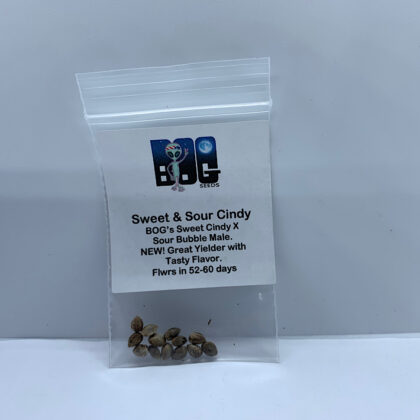 BOG
SEEDS
Sweet & Sour Cindy
BOG's Sweet Cindy X
Sour Bubble Male.
NEW! Great Yielder with
Tasty Flavor.
Flwrs in 52-60 days